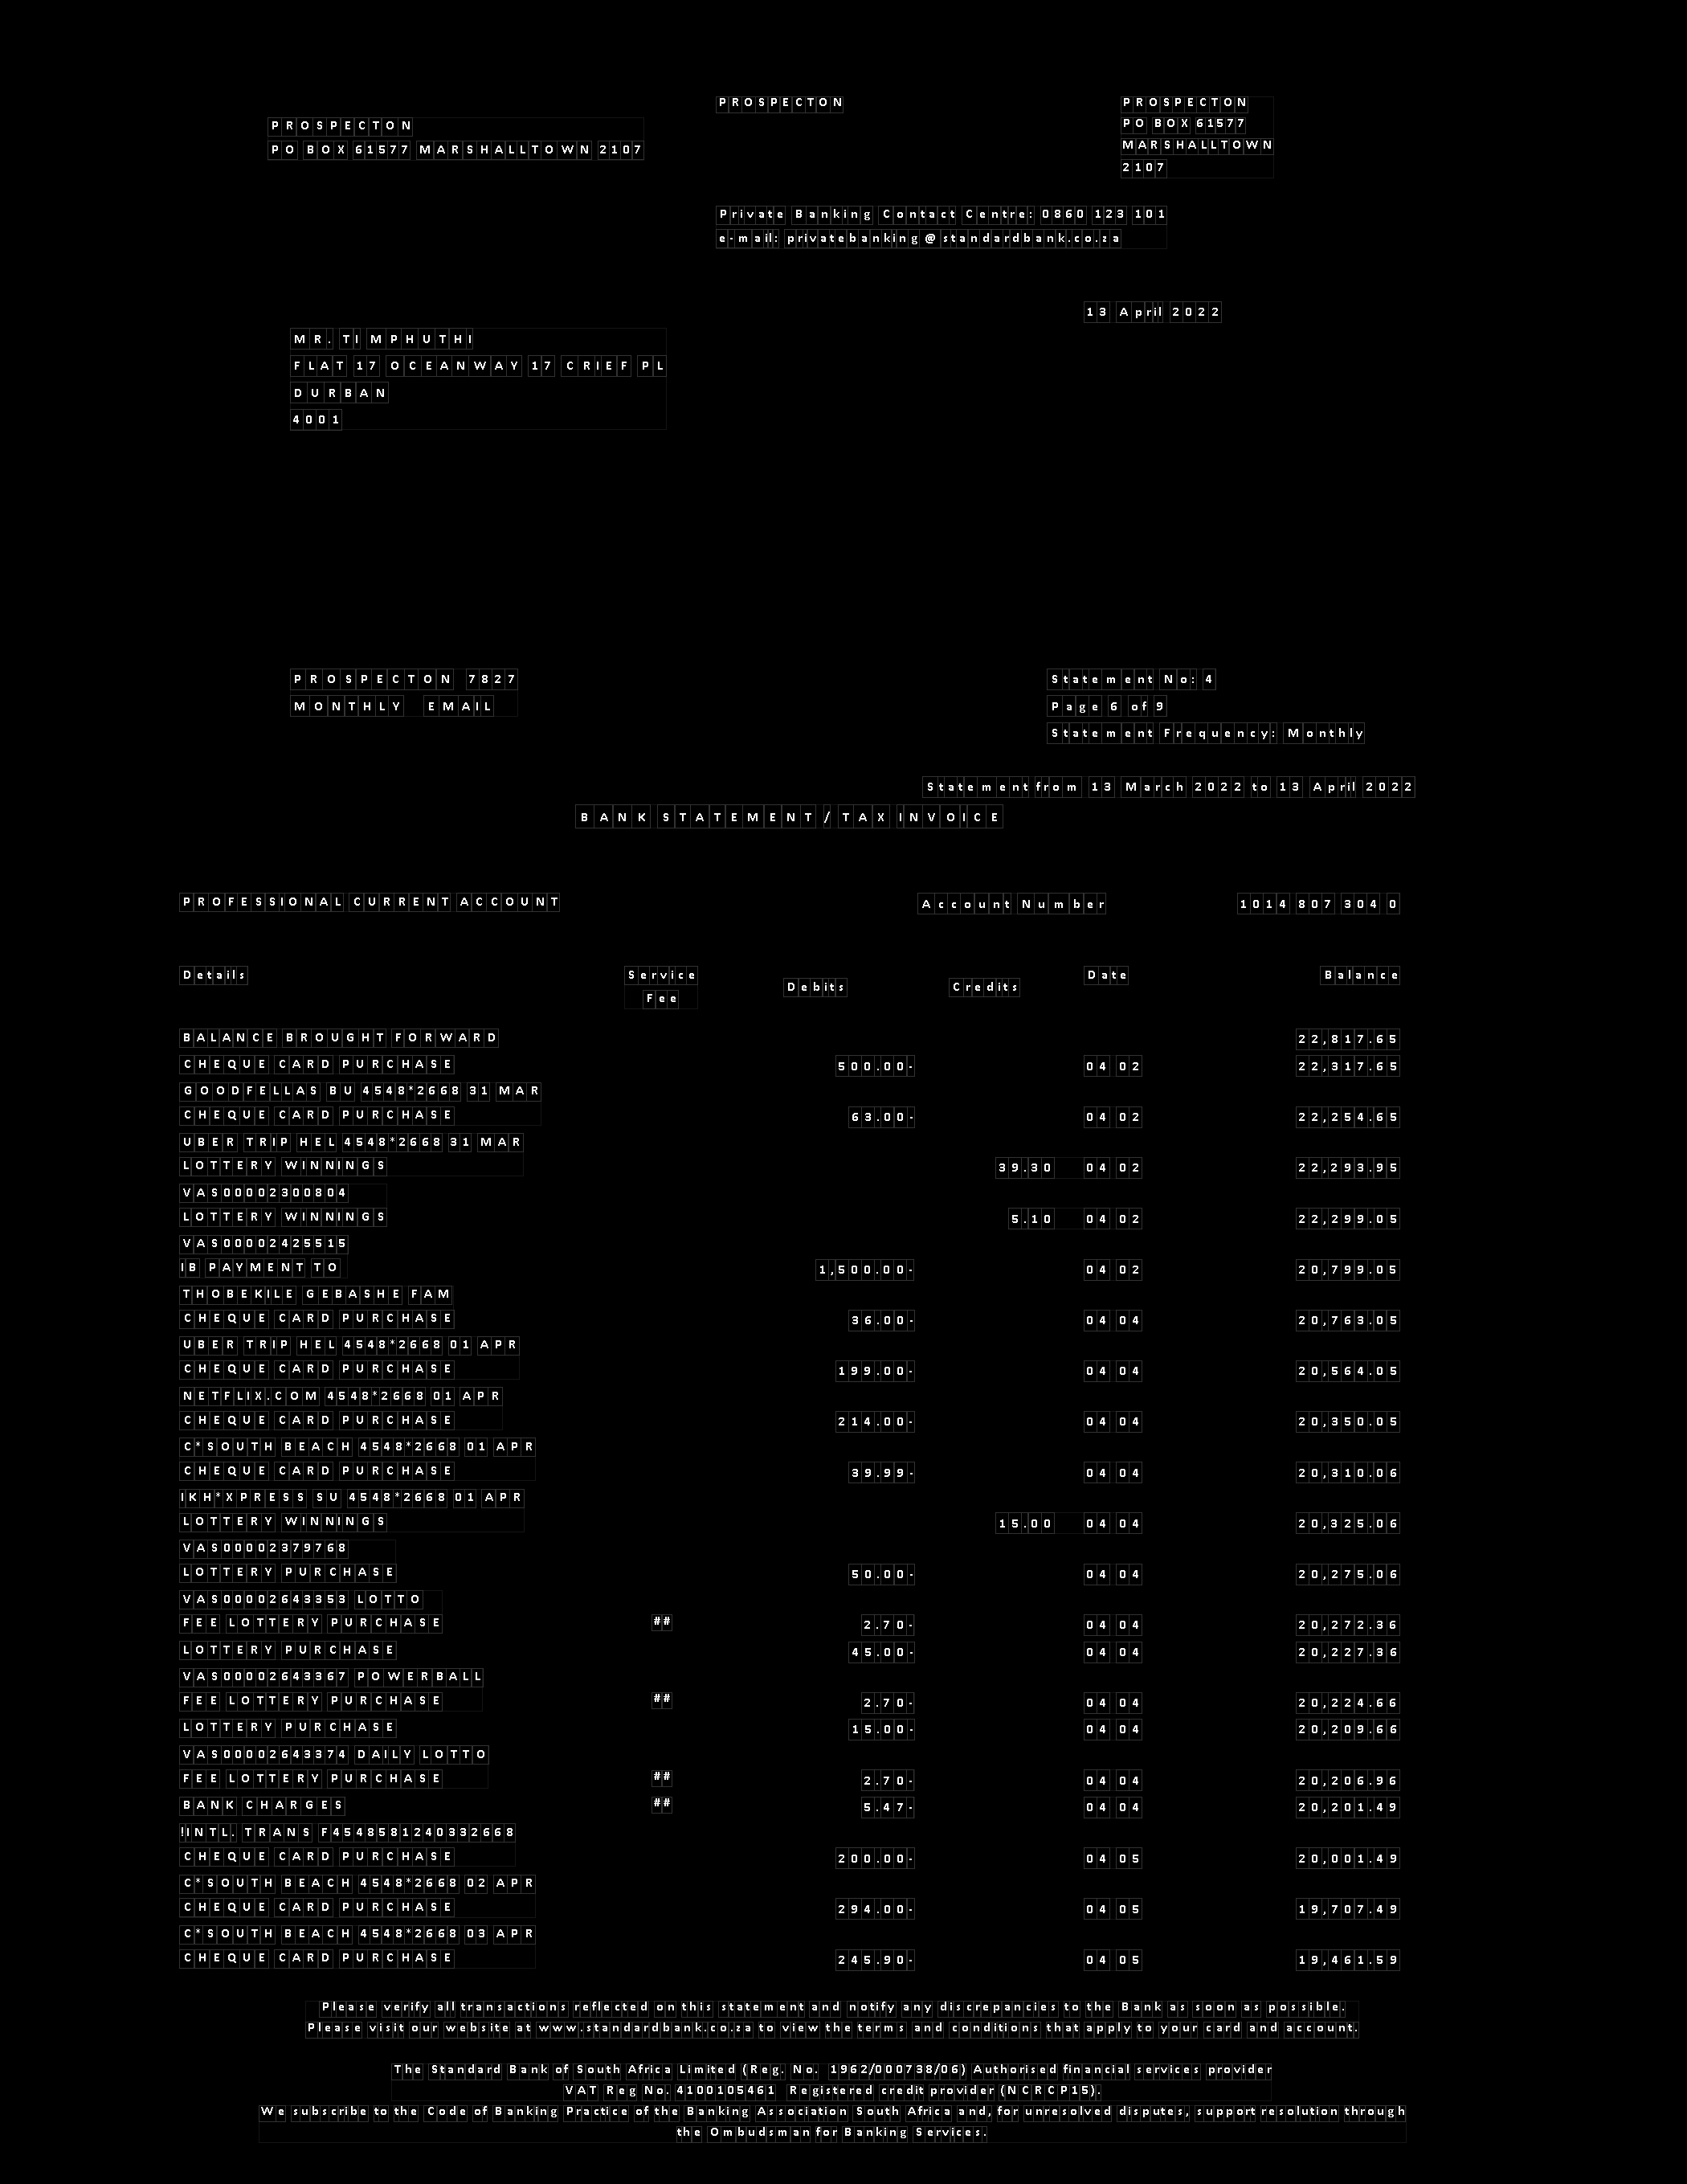 PROSPECTON
PO BOX 61577 MARSHALLTOWN 2107
PROSPECTON
PROSPECTON
PO BOX 61577
MARSHALLTOWN
2107
Private Banking Contact Centre: 0860 123 101
e-mail: privatebanking@standardbank.co.za
13 April 2022
MR. TI MPHUTHI
FLAT 17 OCEANWAY 17 CRIEF PL
DURBAN
4001
PROSPECTON 7827
MONTHLY EMAIL
Statement No: 4
Page 6 of 9
Statement Frequency: Monthly
Statement from 13 March 2022 to 13 April 2022
BANK STATEMENT / TAX INVOICE
PROFESSIONAL CURRENT ACCOUNT Account Number 1014 807 304 0
Details Service Fee Debits Credits Date Balance
BALANCE BROUGHT FORWARD 22,817.65
CHEQUE CARD PURCHASE 500.00- 04 02 22,317.65
GOODFELLAS BU 4548*2668 31 MAR
CHEQUE CARD PURCHASE 63.00- 04 02 22,254.65
UBER TRIP HEL 4548*2668 31 MAR
LOTTERY WINNINGS 39.30 04 02 22,293.95
VAS00002300804
LOTTERY WINNINGS 5.10 04 02 22,299.05
VAS00002425515
IB PAYMENT TO 1,500.00- 04 02 20,799.05
THOBEKILE GEBASHE FAM
CHEQUE CARD PURCHASE 36.00- 04 04 20,763.05
UBER TRIP HEL 4548*2668 01 APR
CHEQUE CARD PURCHASE 199.00- 04 04 20,564.05
NETFLIX.COM 4548*2668 01 APR
CHEQUE CARD PURCHASE 214.00- 04 04 20,350.05
C*SOUTH BEACH 4548*2668 01 APR
CHEQUE CARD PURCHASE 39.99- 04 04 20,310.06
IKH*XPRESS SU 4548*2668 01 APR
LOTTERY WINNINGS 15.00 04 04 20,325.06
VAS00002379768
LOTTERY PURCHASE 50.00- 04 04 20,275.06
VAS00002643353 LOTTO
FEE LOTTERY PURCHASE ## 2.70- 04 04 20,272.36
LOTTERY PURCHASE 45.00- 04 04 20,227.36
VAS00002643367 POWERBALL
FEE LOTTERY PURCHASE ## 2.70- 04 04 20,224.66
LOTTERY PURCHASE 15.00- 04 04 20,209.66
VAS00002643374 DAILY LOTTO
FEE LOTTERY PURCHASE ## 2.70- 04 04 20,206.96
BANK CHARGES ## 5.47- 04 04 20,201.49
!INTL. TRANS F4548581240332668
CHEQUE CARD PURCHASE 200.00- 04 05 20,001.49
C*SOUTH BEACH 4548*2668 02 APR
CHEQUE CARD PURCHASE 294.00- 04 05 19,707.49
C*SOUTH BEACH 4548*2668 03 APR
CHEQUE CARD PURCHASE 245.90- 04 05 19,461.59
Please verify all transactions reflected on this statement and notify any discrepancies to the Bank as soon as possible.
Please visit our website at www.standardbank.co.za to view the terms and conditions that apply to your card and account.
The Standard Bank of South Africa Limited (Reg. No. 1962/000738/06) Authorised financial services provider
VAT Reg No. 4100105461 Registered credit provider (NCRCP15).
We subscribe to the Code of Banking Practice of the Banking Association South Africa and, for unresolved disputes, support resolution through
the Ombudsman for Banking Services.